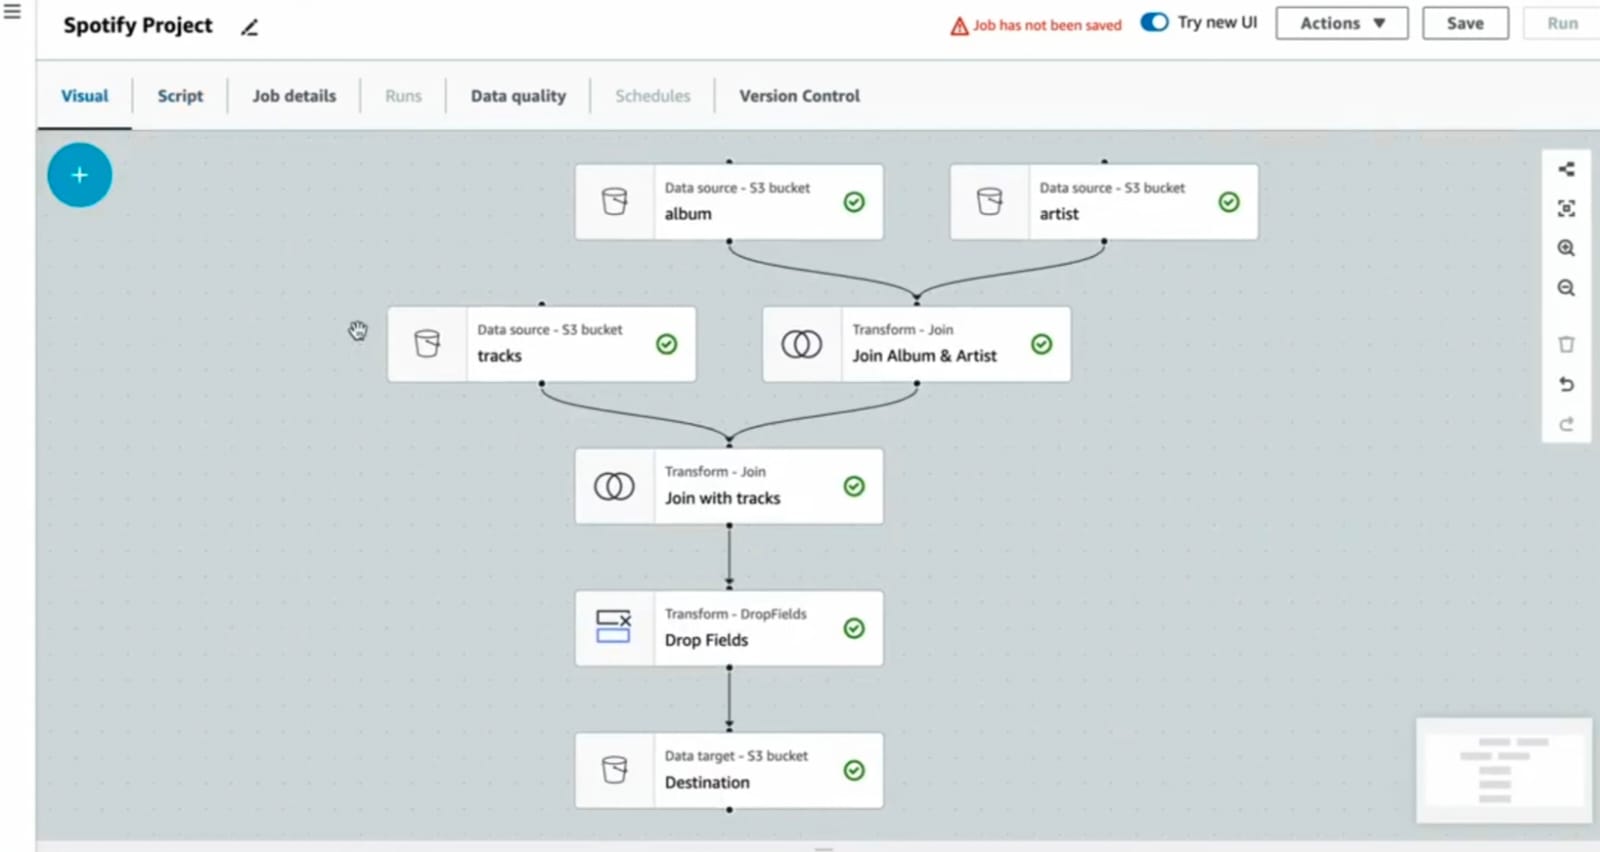 Spotify Project
Job has not been saved
Try new UI
Actions
Save
Run
Visual
Script
Job details
Runs
Data quality
Schedules
Version Control
Data source - S3 bucket
album
Data source - S3 bucket
artist
Data source - S3 bucket
tracks
Transform - Join
Join Album & Artist
Transform - Join
Join with tracks
Transform - DropFields
Drop Fields
Data target - S3 bucket
Destination